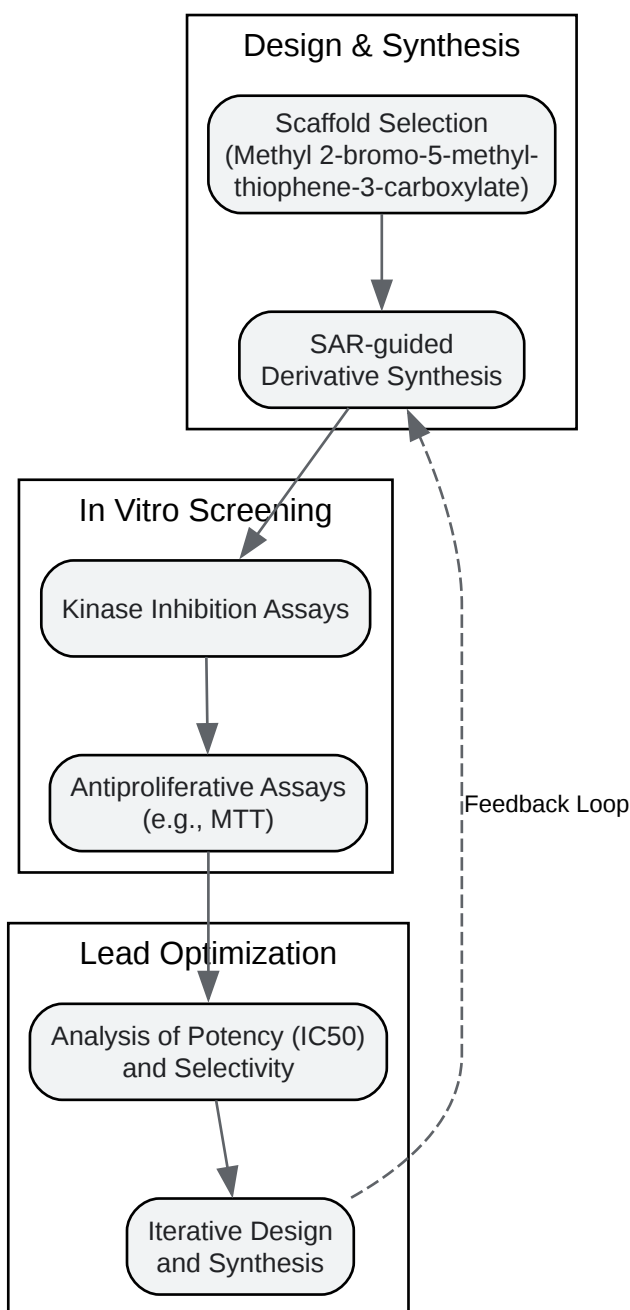 Design & Synthesis
Scaffold Selection
(Methyl 2-bromo-5-methyl-
thiophene-3-carboxylate)
SAR-guided
Derivative Synthesis
In Vitro Screening
Kinase Inhibition Assays
Antiproliferative Assays
(e.g., MTT)
Feedback Loop
Lead Optimization
Analysis of Potency (IC50)
and Selectivity
Iterative Design
and Synthesis